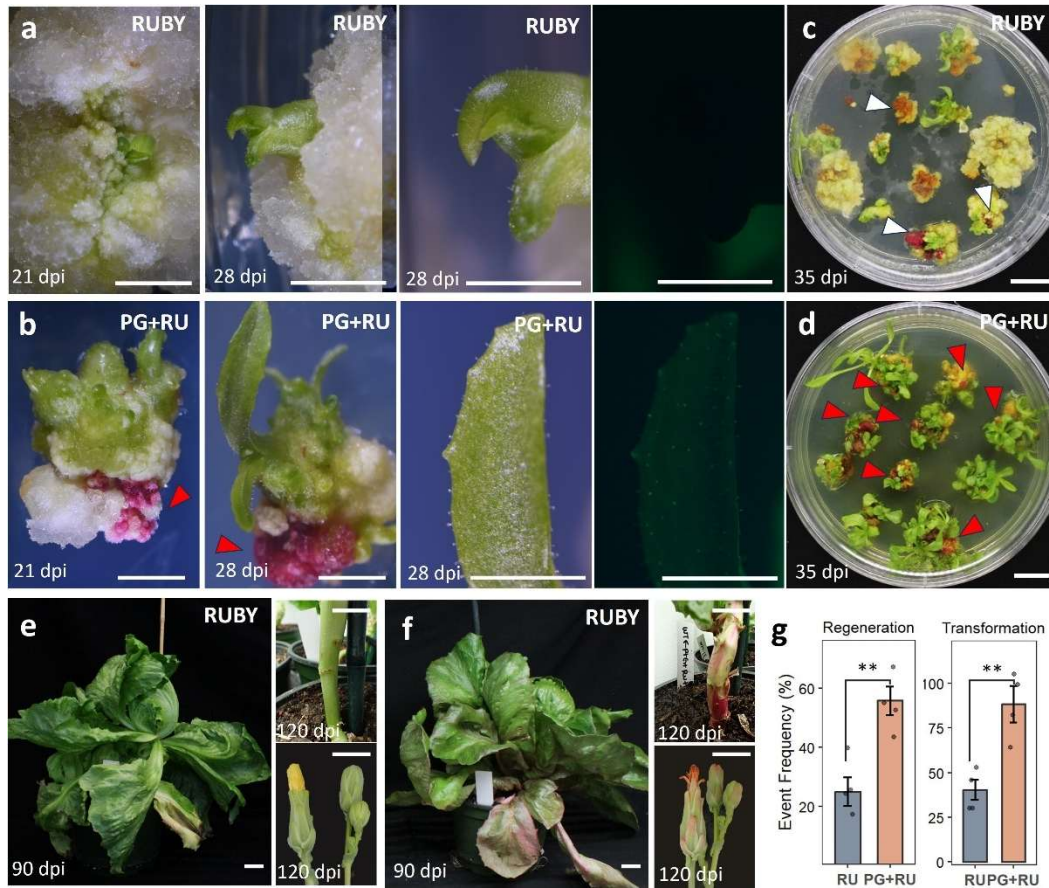 a
RUBY
21 dpi
RUBY
28 dpi
RUBY
28 dpi
c
RUBY
35 dpi
b
PG+RU
21 dpi
PG+RU
28 dpi
PG+RU
28 dpi
d
PG+RU
35 dpi
e
RUBY
90 dpi
120 dpi
120 dpi
f
RUBY
90 dpi
120 dpi
120 dpi
g
Regeneration
Transformation
Event Frequency (%)
**
60
40
20
RU PG+RU
**
100
75
50
25
0
RU PG+RU